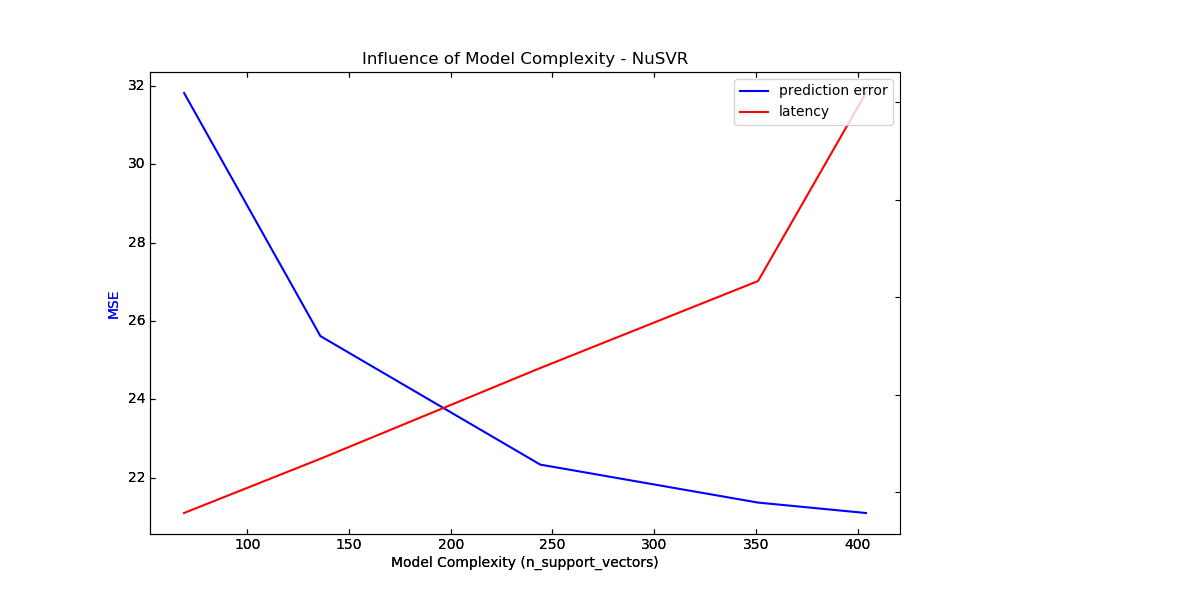 Influence of Model Complexity - NuSVR
prediction error
latency
32
30
28
26
24
22
MSE
100 150 200 250 300 350 400
Model Complexity (n_support_vectors)